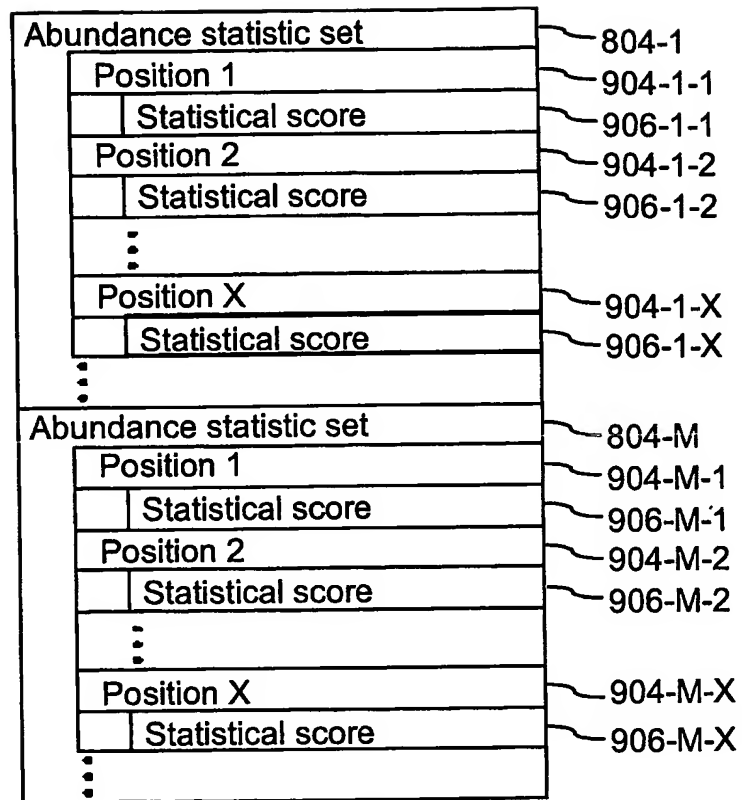 Abundance statistic set 804-1
Position 1 904-1-1
Statistical score 906-1-1
Position 2 904-1-2
Statistical score 906-1-2
Position X 904-1-X
Statistical score 906-1-X
Abundance statistic set 804-M
Position 1 904-M-1
Statistical score 906-M-1
Position 2 904-M-2
Statistical score 906-M-2
Position X 904-M-X
Statistical score 906-M-X